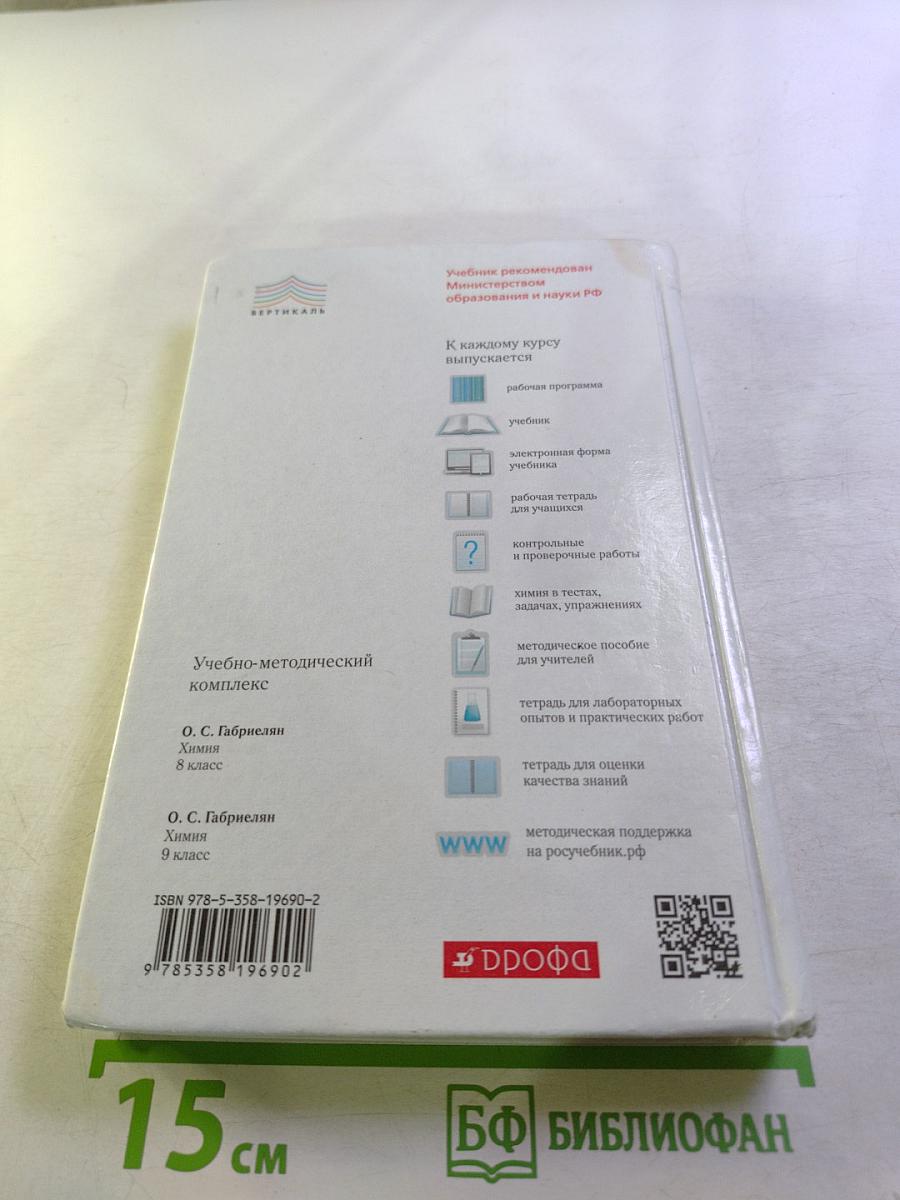 ВЕРТИКАЛЬ
Учебник рекомендован
Министерством
образования и науки РФ
К каждому курсу
выпускается
рабочая программа
учебник
электронная форма
учебника
рабочая тетрадь
для учащихся
?
контрольные
и проверочные работы
химия в тестах,
задачах, упражнениях
методическое пособие
для учителей
тетрадь для лабораторных
опытов и практических работ
тетрадь для оценки
качества знаний
www
методическая поддержка
на росучебник.рф
Учебно-методический
комплекс
О. С. Габриелян
Химия
8 класс
О. С. Габриелян
Химия
9 класс
ISBN 978-5-358-19690-2
9 785358 196902
дрофа
15 см
БФ БИБЛИОФАН